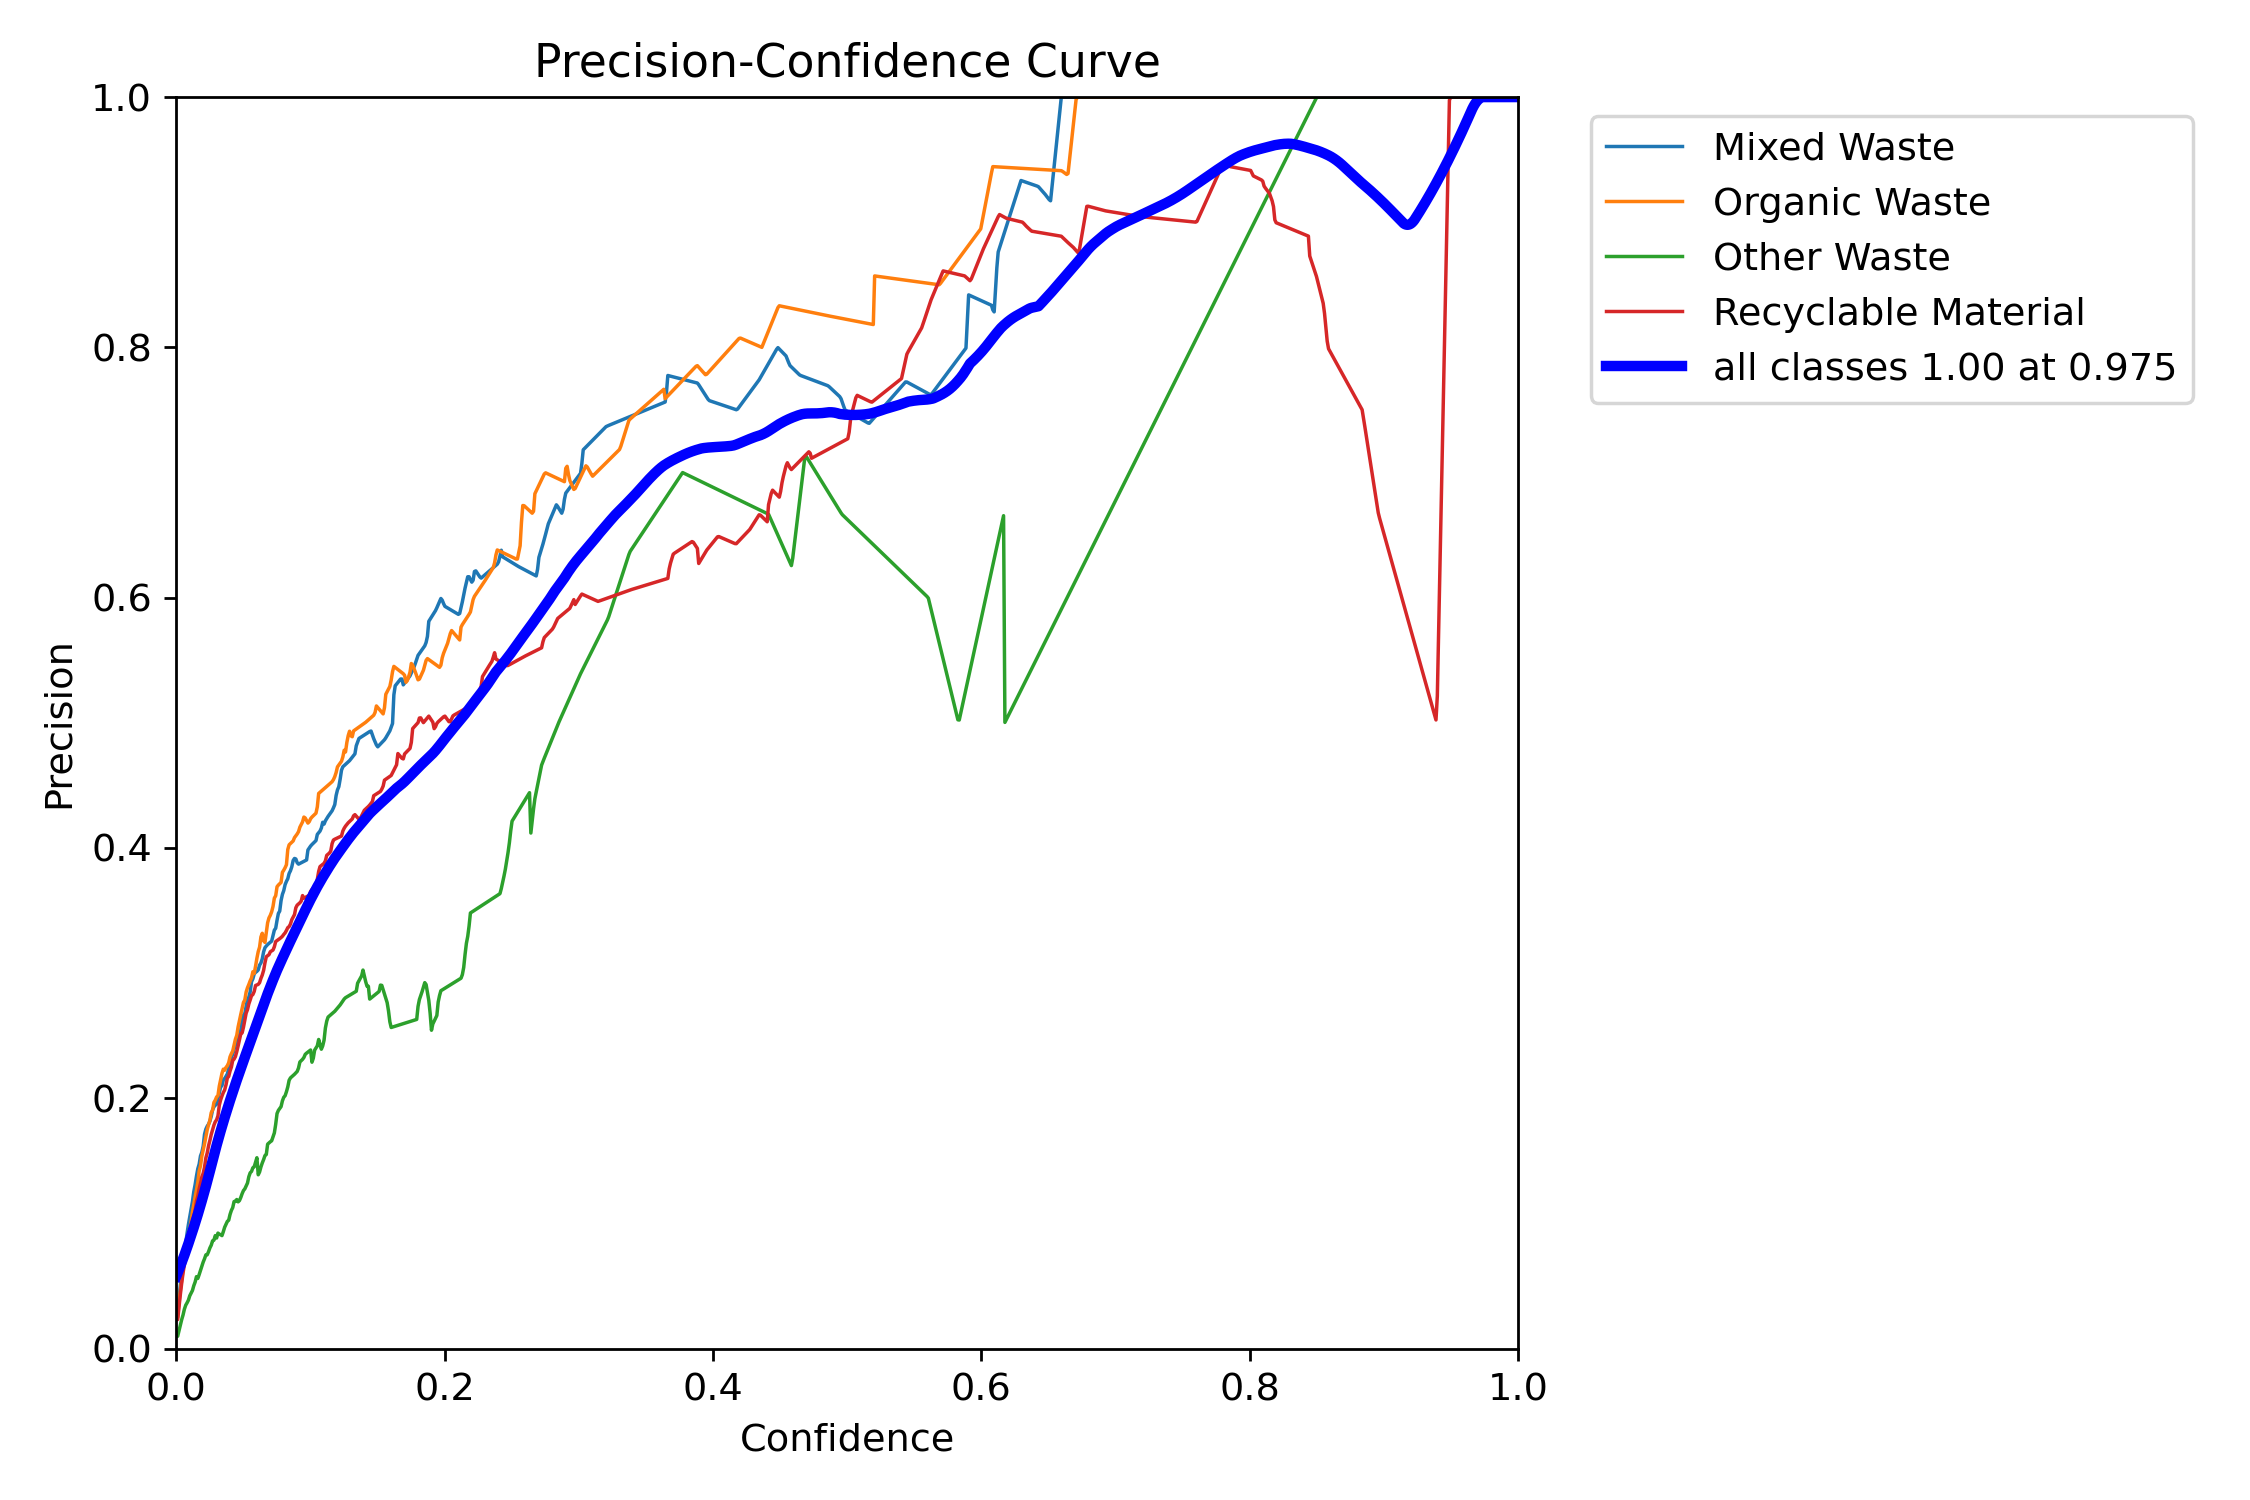 Precision-Confidence Curve
1.0
0.8
0.6
0.4
0.2
0.0
Precision
0.0 0.2 0.4 0.6 0.8 1.0
Confidence
Mixed Waste
Organic Waste
Other Waste
Recyclable Material
all classes 1.00 at 0.975